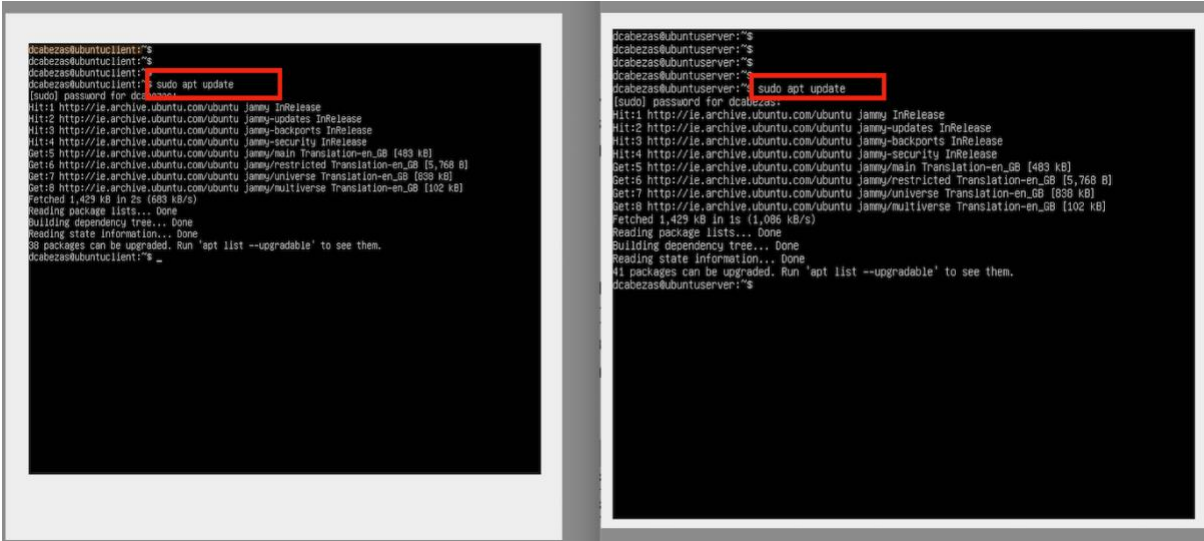 dcabezas@ubuntuclient:~$
dcabezas@ubuntuclient:~$
dcabezas@ubuntuclient:~$
dcabezas@ubuntuclient:~$ sudo apt update
[sudo] password for dcabezas:
Hit:1 http://ie.archive.ubuntu.com/ubuntu jammy InRelease
Hit:2 http://ie.archive.ubuntu.com/ubuntu jammy-updates InRelease
Hit:3 http://ie.archive.ubuntu.com/ubuntu jammy-backports InRelease
Hit:4 http://ie.archive.ubuntu.com/ubuntu jammy-security InRelease
Get:5 http://ie.archive.ubuntu.com/ubuntu jammy/main Translation-en_GB [483 kB]
Get:6 http://ie.archive.ubuntu.com/ubuntu jammy/restricted Translation-en_GB [5,768 B]
Get:7 http://ie.archive.ubuntu.com/ubuntu jammy/universe Translation-en_GB [838 kB]
Get:8 http://ie.archive.ubuntu.com/ubuntu jammy/multiverse Translation-en_GB [102 kB]
Fetched 1,429 kB in 2s (683 kB/s)
Reading package lists... Done
Building dependency tree... Done
Reading state information... Done
38 packages can be upgraded. Run 'apt list --upgradable' to see them.
dcabezas@ubuntuclient:~$ _
dcabezas@ubuntuserver:~$
dcabezas@ubuntuserver:~$
dcabezas@ubuntuserver:~$
dcabezas@ubuntuserver:~$
dcabezas@ubuntuserver:~$ sudo apt update
[sudo] password for dcabezas:
Hit:1 http://ie.archive.ubuntu.com/ubuntu jammy InRelease
Hit:2 http://ie.archive.ubuntu.com/ubuntu jammy-updates InRelease
Hit:3 http://ie.archive.ubuntu.com/ubuntu jammy-backports InRelease
Hit:4 http://ie.archive.ubuntu.com/ubuntu jammy-security InRelease
Get:5 http://ie.archive.ubuntu.com/ubuntu jammy/main Translation-en_GB [483 kB]
Get:6 http://ie.archive.ubuntu.com/ubuntu jammy/restricted Translation-en_GB [5,768 B]
Get:7 http://ie.archive.ubuntu.com/ubuntu jammy/universe Translation-en_GB [838 kB]
Get:8 http://ie.archive.ubuntu.com/ubuntu jammy/multiverse Translation-en_GB [102 kB]
Fetched 1,429 kB in 1s (1,086 kB/s)
Reading package lists... Done
Building dependency tree... Done
Reading state information... Done
41 packages can be upgraded. Run 'apt list --upgradable' to see them.
dcabezas@ubuntuserver:~$